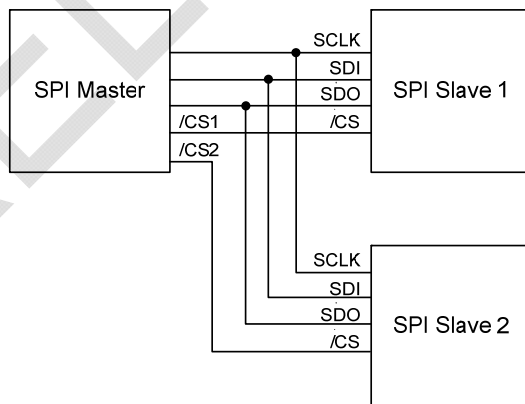 SPI Master
SCLK
SDI
SDO
/CS
/CS1
/CS2
SPI Slave 1
SCLK
SDI
SDO
/CS
SPI Slave 2